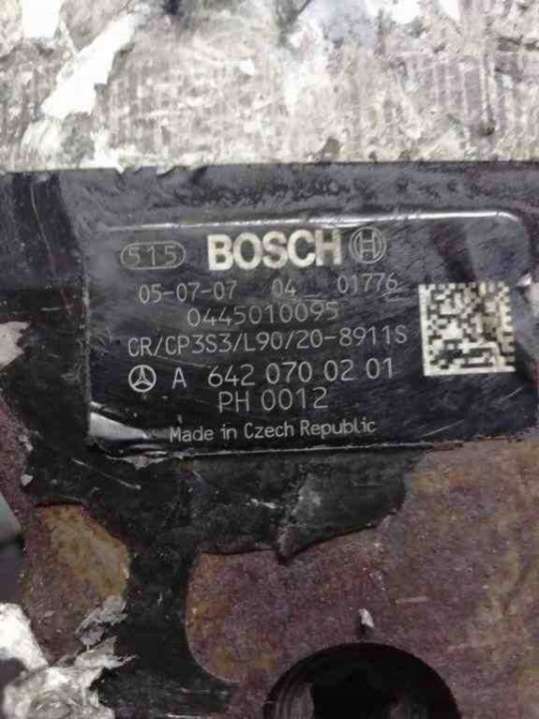 515 BOSCH
05-07-07 04 01776
0445010095
CR/CP3S3/L90/20-8911S
A 642 070 02 01
PH 0012
Made in Czech Republic